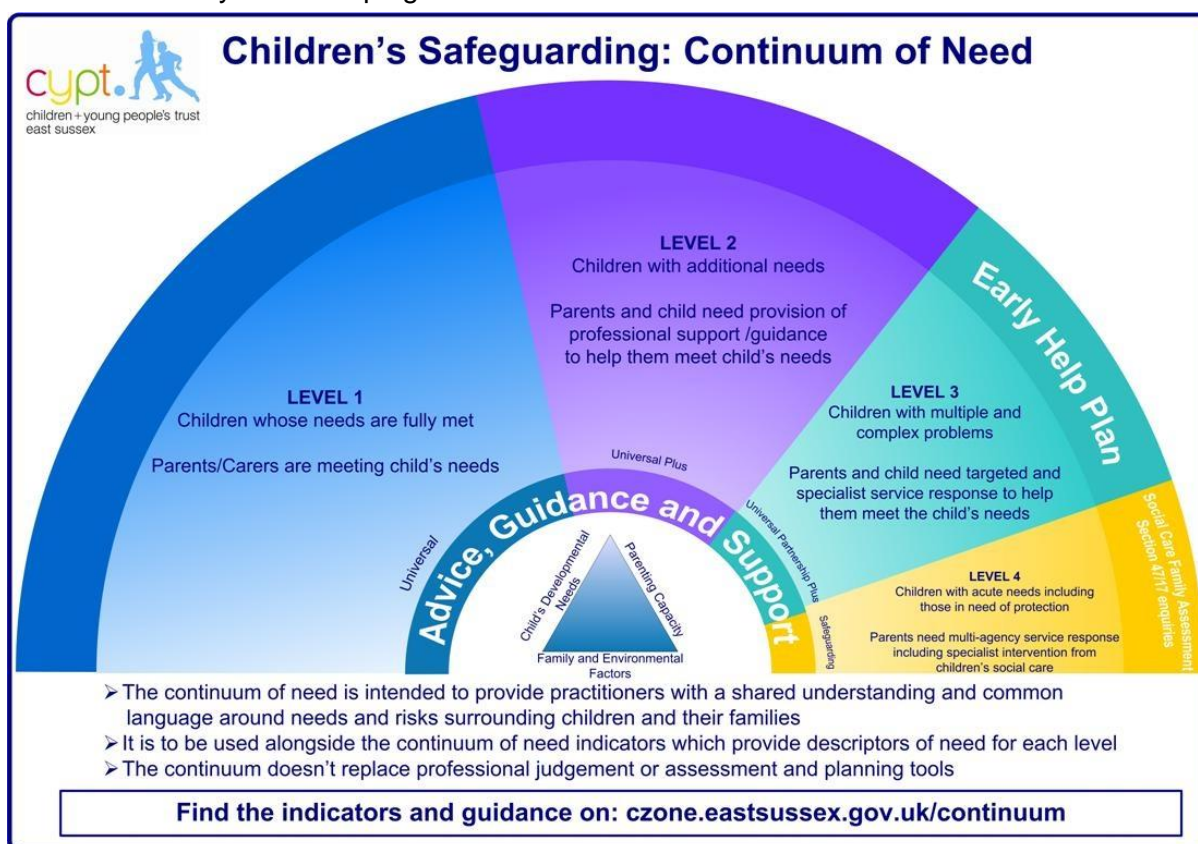 Children's Safeguarding: Continuum of Need
cypt.
children+young people's trust
east sussex
LEVEL 1
Children whose needs are fully met
Parents/Carers are meeting child's needs
LEVEL 2
Children with additional needs
Parents and child need provision of
professional support /guidance
to help them meet child's needs
Early Help Plan
LEVEL 3
Children with multiple and
complex problems
Parents and child need targeted and
specialist service response to help
them meet the child's needs
Social Care Family Assessment
Section 47/17 enquiries
LEVEL 4
Children with acute needs including
those in need of protection
Parents need multi-agency service response
including specialist intervention from
children's social care
Universal
Universal Plus
Universal Partnership Plus
Safeguarding
Advice, Guidance and Support
Child's Developmental
Needs
Parenting Capacity
Family and Environmental
Factors
➢ The continuum of need is intended to provide practitioners with a shared understanding and common
language around needs and risks surrounding children and their families
➢ It is to be used alongside the continuum of need indicators which provide descriptors of need for each level
➢ The continuum doesn't replace professional judgement or assessment and planning tools
Find the indicators and guidance on: czone.eastsussex.gov.uk/continuum